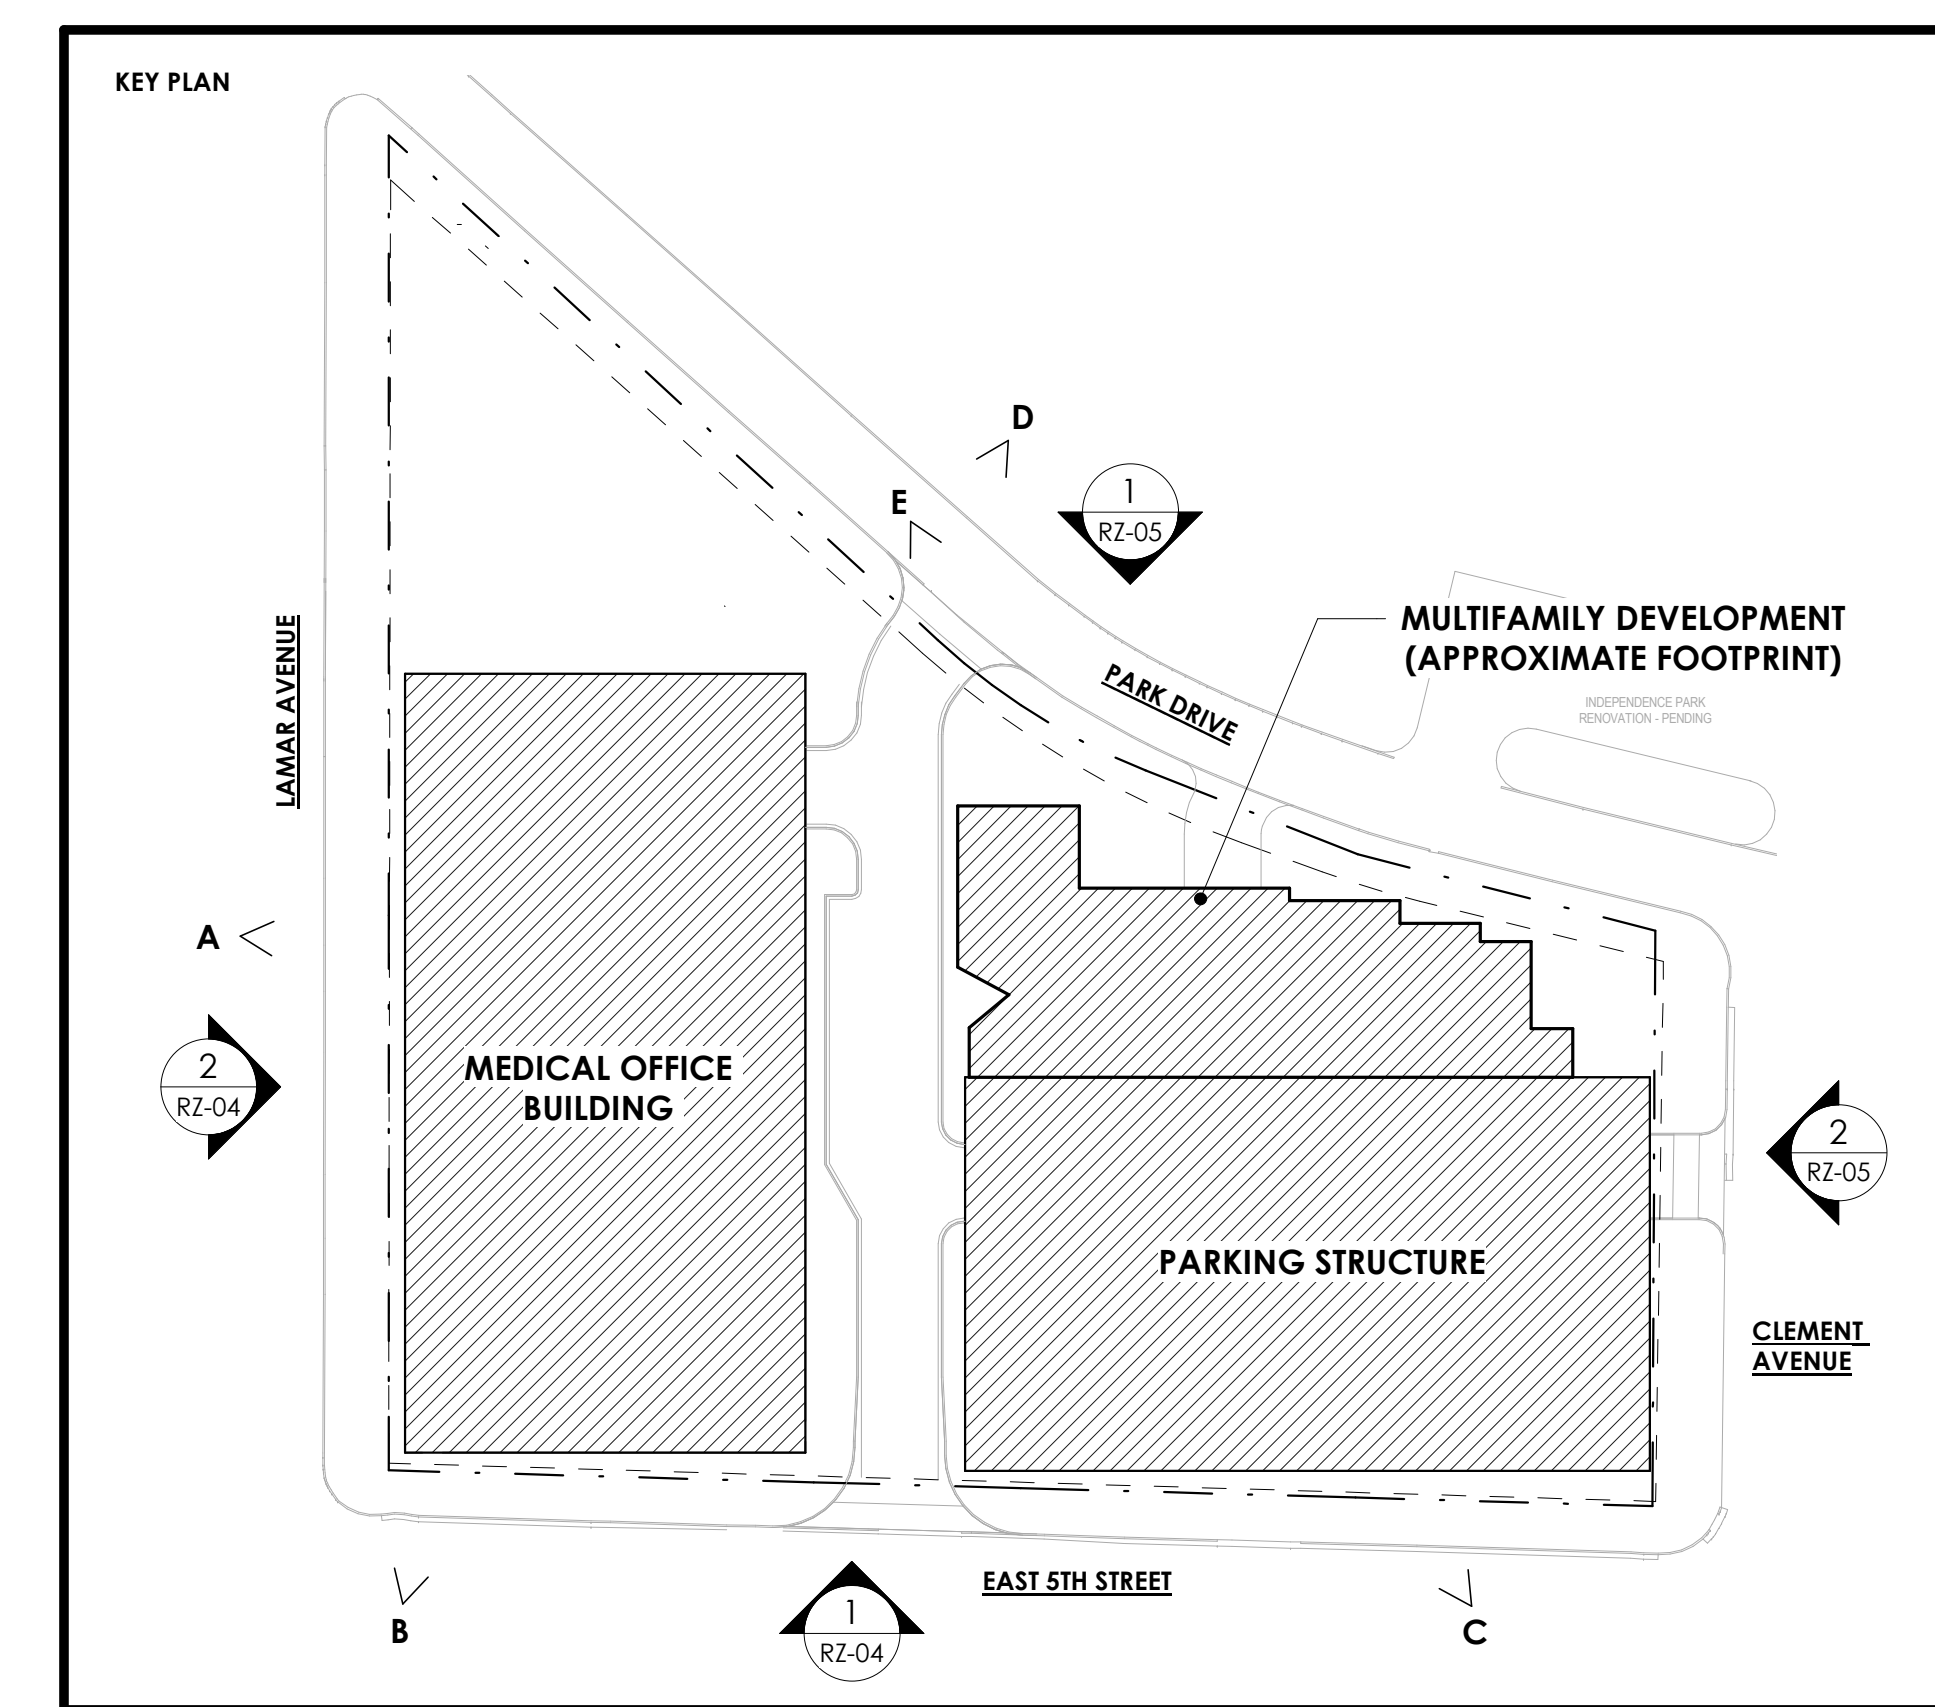 KEY PLAN
D
E
1
RZ-05
MULTIFAMILY DEVELOPMENT
(APPROXIMATE FOOTPRINT)
LAMAR AVENUE
PARK DRIVE
INDEPENDENCE PARK
RENOVATION - PENDING
A
2
RZ-04
MEDICAL OFFICE
BUILDING
2
RZ-05
PARKING STRUCTURE
CLEMENT
AVENUE
EAST 5TH STREET
B
1
RZ-04
C